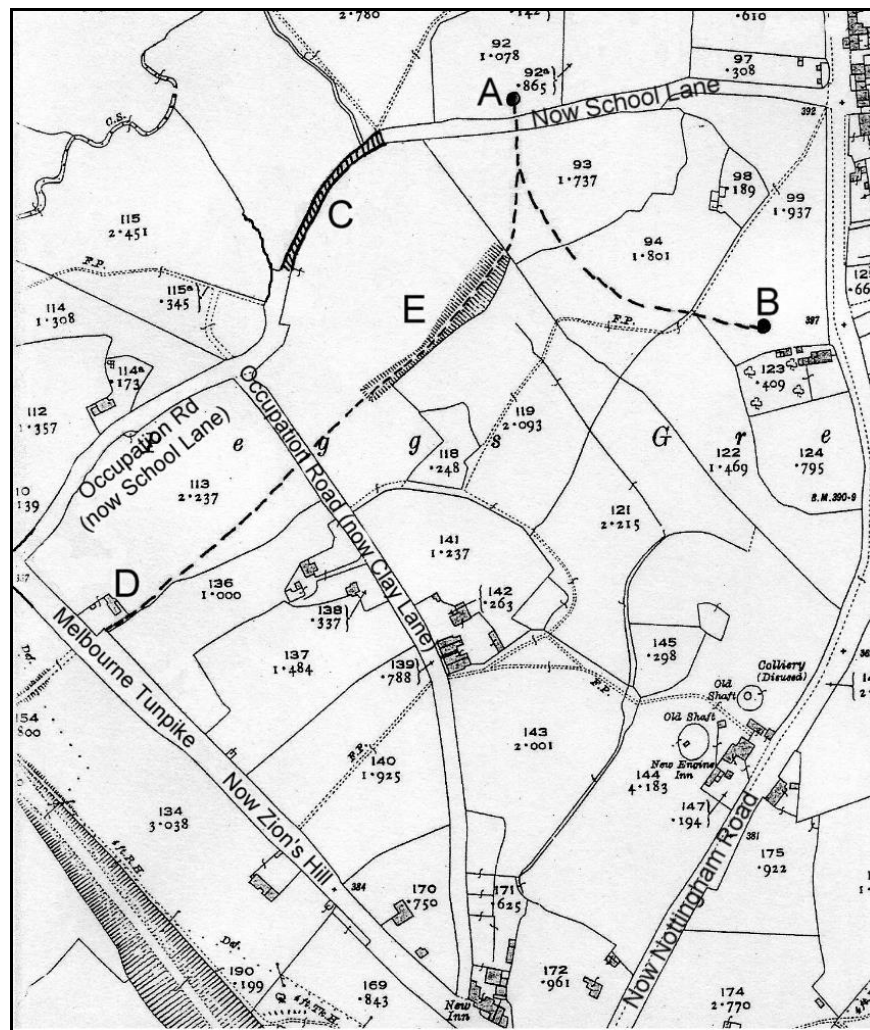 2·780
·142
92
1·078
92ª
·865
·610
97
·308
A
Now School Lane
392
C.S.
93
1·737
98
·189
99
1·937
C
115
2·451
94
1·801
F.P.
115ª
·345
114
1·308
E
B
F.P.
397
114ª
·173
123
·409
112
1·357
Occupation Rd
(now School Lane)
Occupation Road (now Clay Lane)
P e g g s G r e
119
2·093
118
·248
122
1·469
124
·795
113
2·237
B.M.390·9
121
2·215
141
1·237
D
136
1·000
142
·263
138
·337
137
1·484
139
·788
145
·298
Colliery
(Disused)
Old
Shaft
Old Shaft
F.P.
New Engine
Inn
Melbourne Tunpike
Now Zion's Hill
154
143
2·001
F.P.
140
1·925
144
4·183
147
·194
134
3·038
4ft.R.H.
381
175
·922
384
170
·750
171
·625
Now Nottingham Road
Def.
190
·199
169
·843
172
·961
174
2·770
New
Inn